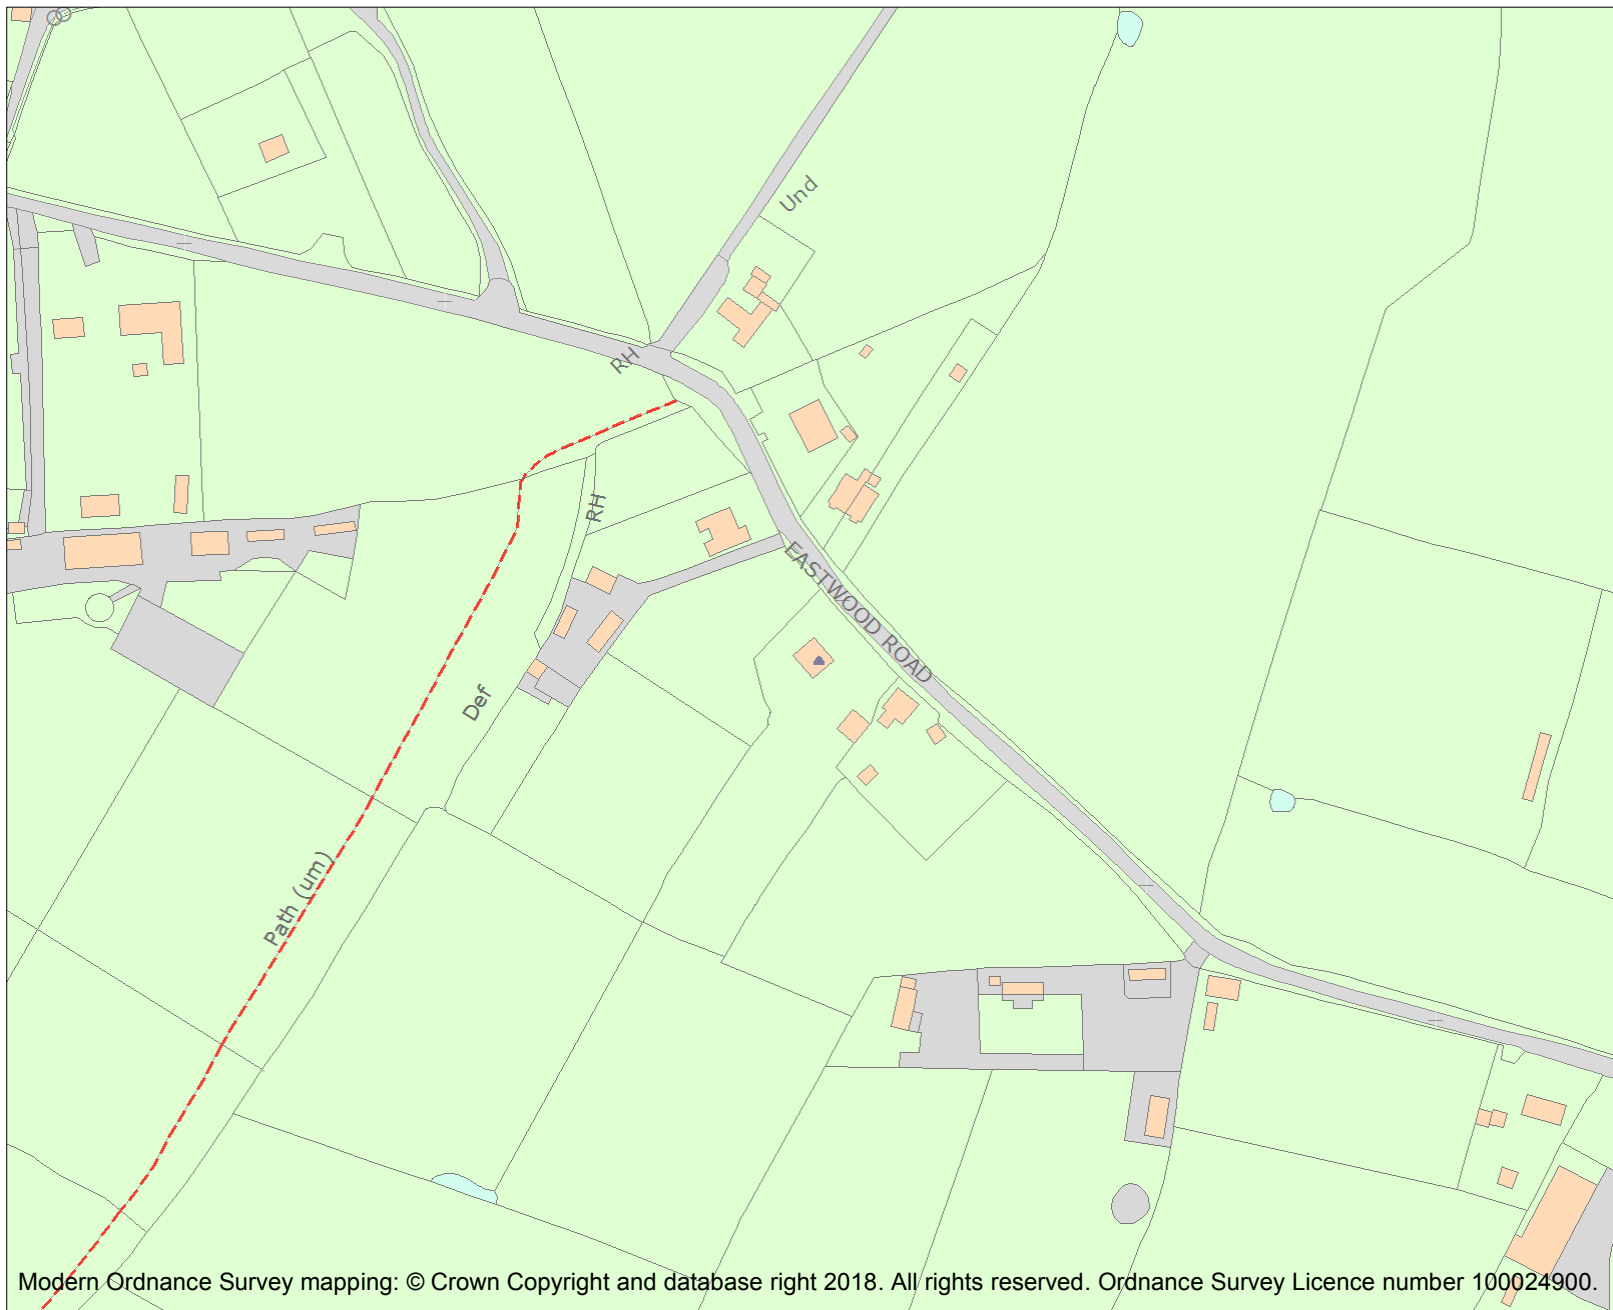 Und
RH
RH
EASTWOOD ROAD
Def
Path (um)
Modern Ordnance Survey mapping: © Crown Copyright and database right 2018. All rights reserved. Ordnance Survey Licence number 100024900.